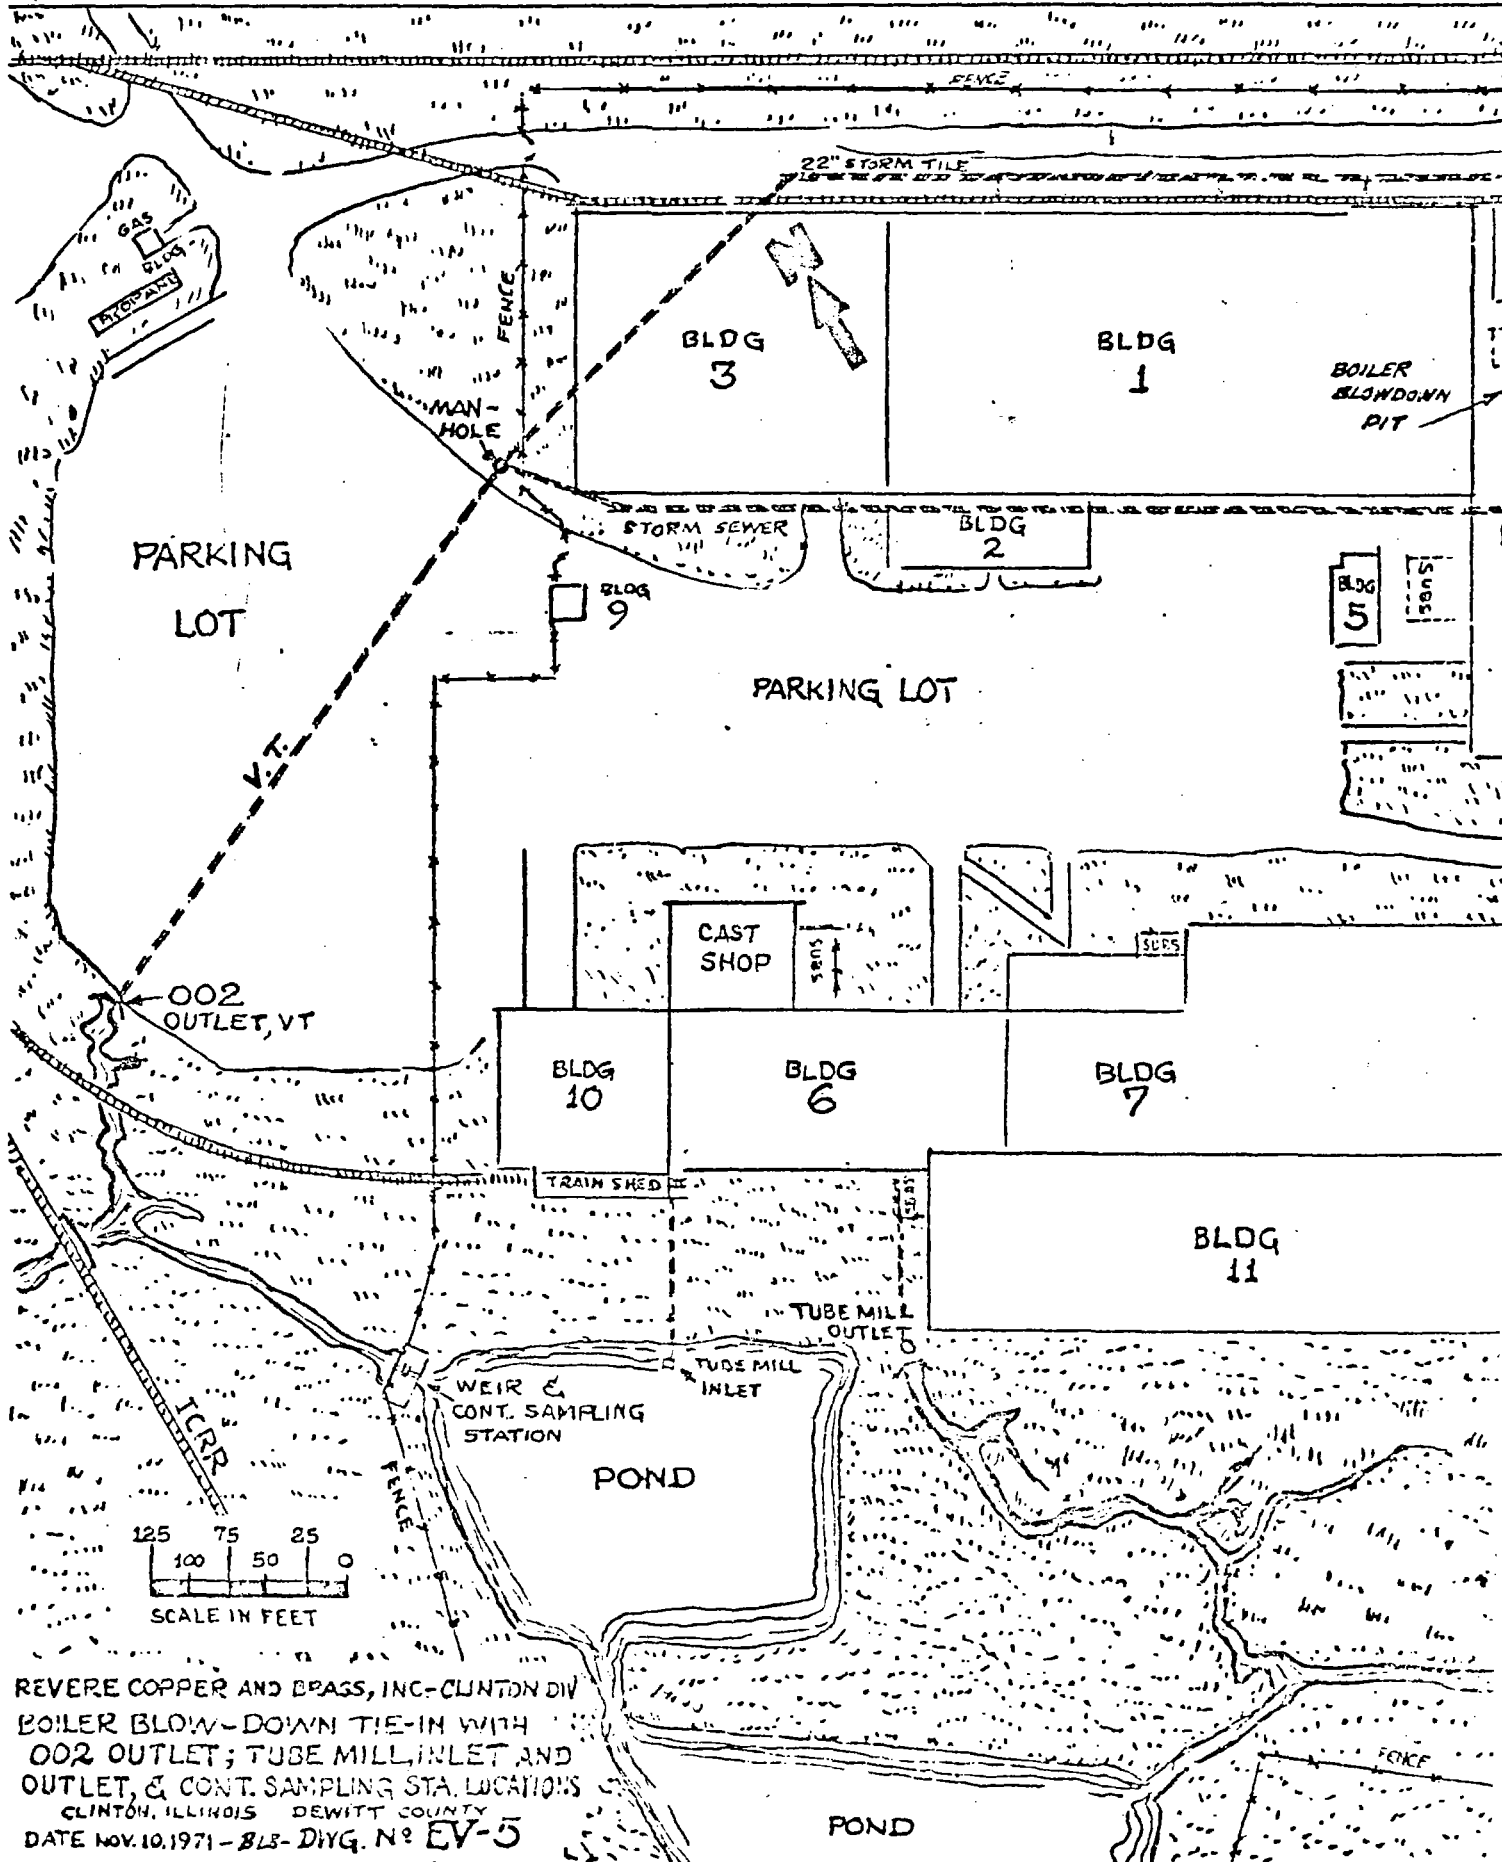 FENCE
22" STORM TILE
GAS
BLDG
PROPANE
FENCE
N
BLDG
3
BLDG
1
BOILER
BLOWDOWN
PIT
MAN-
HOLE
STORM SEWER
BLDG
2
PARKING
LOT
BLDG
9
BLDG
5
SUBS
PARKING LOT
V.T.
CAST
SHOP
SUBS
SUBS
002
OUTLET, VT
BLDG
10
BLDG
6
BLDG
7
TRAIN SHED
SUBS
BLDG
11
TUBE MILL
OUTLET
TUBE MILL
INLET
WEIR &
CONT. SAMPLING
STATION
ICRR
FENCE
POND
125 75 25
100 50 0
SCALE IN FEET
REVERE COPPER AND BRASS, INC-CLINTON DIV
BOILER BLOW-DOWN TIE-IN WITH
002 OUTLET; TUBE MILL INLET AND
OUTLET, & CONT. SAMPLING STA. LOCATIONS
CLINTON, ILLINOIS DEWITT COUNTY
DATE NOV. 10, 1971 - BLS - DWG. Nº EV-5
FENCE
POND